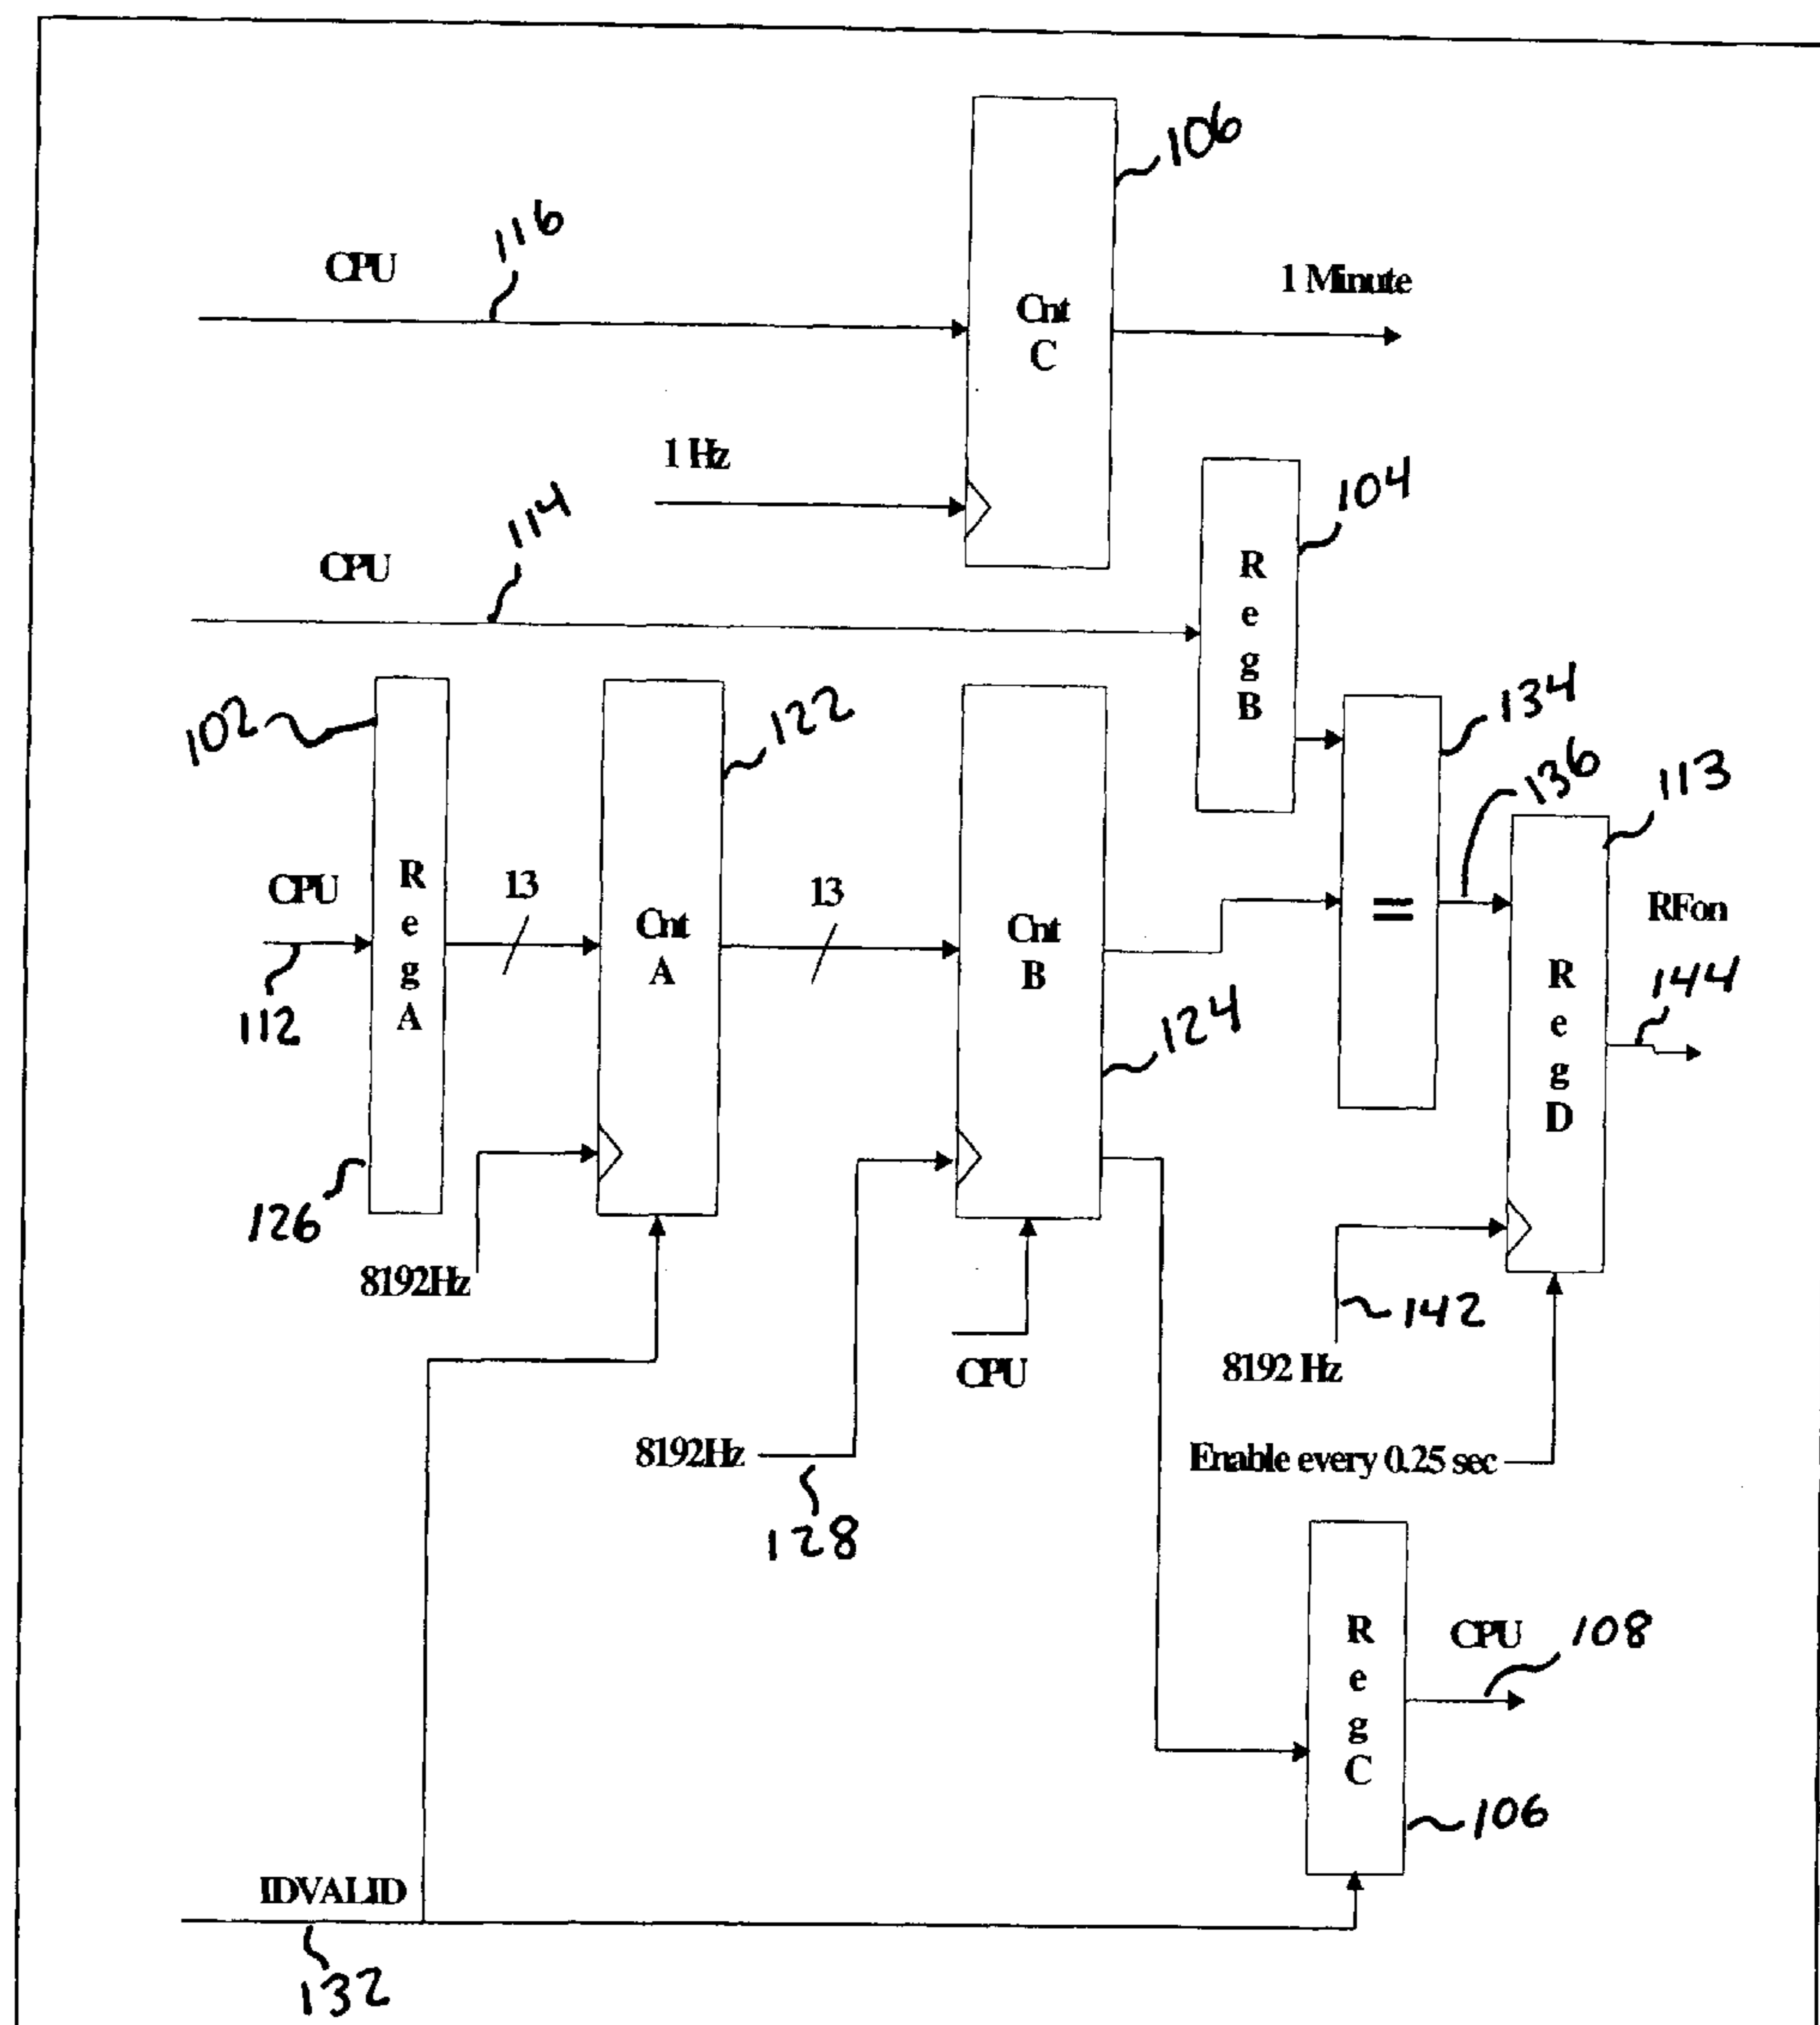 106
116
CPU
1 Minute
Cnt
C
1 Hz
104
114
CPU
R
e
g
B
134
122
102
136
113
CPU
R
e
g
A
13
Cnt
A
13
Cnt
B
=
RFon
R
e
g
D
144
112
124
126
8192Hz
142
CPU
8192 Hz
8192Hz
Enable every 0.25 sec
128
R
e
g
C
CPU
108
106
IDVALID
132